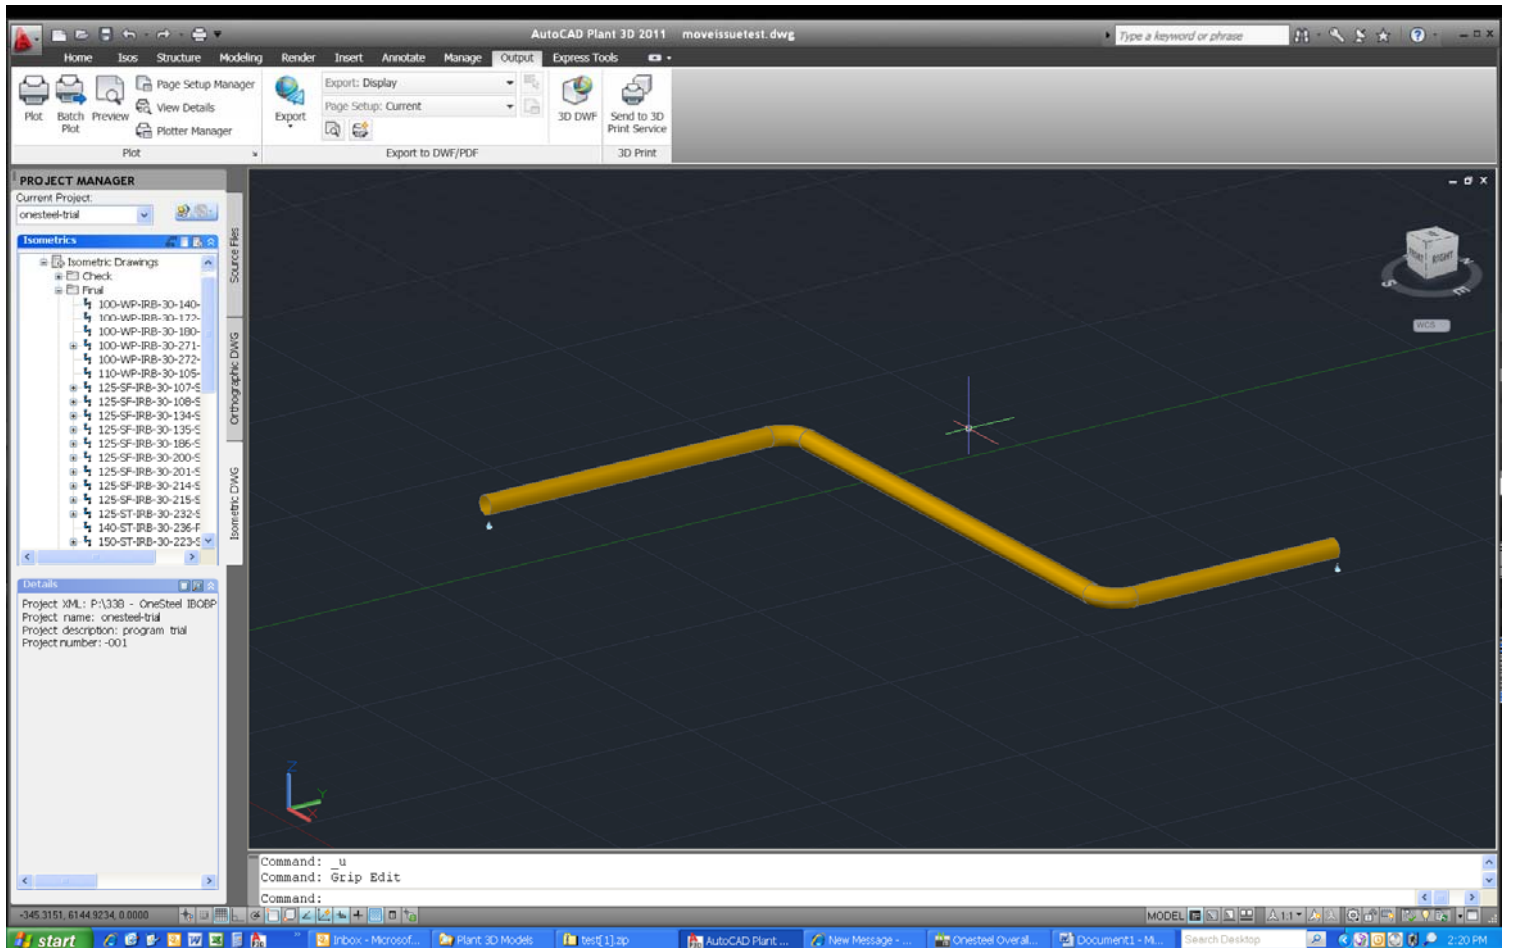 AutoCAD Plant 3D 2011 moveissuetest.dwg
Type a keyword or phrase
Home Isos Structure Modeling Render Insert Annotate Manage Output Express Tools
Plot
Batch Plot
Preview
Page Setup Manager
View Details
Plotter Manager
Export
Export: Display
Page Setup: Current
3D DWF
Send to 3D Print Service
Plot
Export to DWF/PDF
3D Print
PROJECT MANAGER
Current Project:
onesteel-trial
Isometrics
Isometric Drawings
Check
Final
100-WP-IRB-30-140-
100-WP-IRB-30-172-
100-WP-IRB-30-180-
100-WP-IRB-30-271-
100-WP-IRB-30-272-
110-WP-IRB-30-105-
125-SF-IRB-30-107-S
125-SF-IRB-30-108-S
125-SF-IRB-30-134-S
125-SF-IRB-30-135-S
125-SF-IRB-30-186-S
125-SF-IRB-30-200-S
125-SF-IRB-30-201-S
125-SF-IRB-30-214-S
125-SF-IRB-30-215-S
125-ST-IRB-30-232-S
140-ST-IRB-30-236-F
150-ST-IRB-30-223-S
Source Files
Orthographic DWG
Isometric DWG
Details
Project XML: P:\338 - OneSteel IBOBP
Project name: onesteel-trial
Project description: program trial
Project number: -001
RIGHT
S
E
WCS
Z
Y
X
Command: _u
Command: Grip Edit
Command:
-345.3151, 6144.9234, 0.0000
MODEL
1:1
start
Inbox - Microsof...
Plant 3D Models
test[1].zip
AutoCAD Plant ...
New Message - ...
Onesteel Overal...
Document1 - Mi...
Search Desktop
2:20 PM